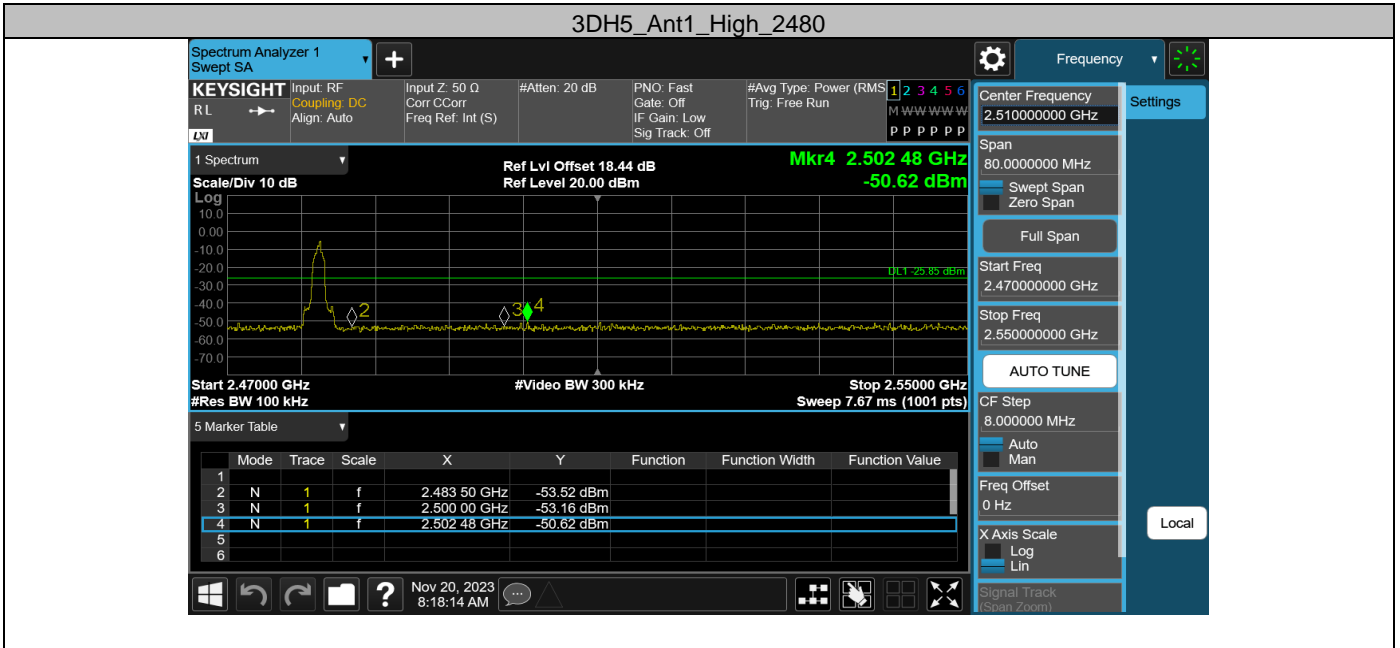 3DH5_Ant1_High_2480
Spectrum Analyzer 1
Swept SA
Frequency
KEYSIGHT
RL
LXI
Input: RF
Coupling: DC
Align: Auto
Input Z: 50 Ω
Corr CCorr
Freq Ref: Int (S)
#Atten: 20 dB
PNO: Fast
Gate: Off
IF Gain: Low
Sig Track: Off
#Avg Type: Power (RMS
Trig: Free Run
1 2 3 4 5 6
M W W W W W
P P P P P P
1 Spectrum
Scale/Div 10 dB
Ref Lvl Offset 18.44 dB
Ref Level 20.00 dBm
Mkr4 2.502 48 GHz
-50.62 dBm
Log
10.0
0.00
-10.0
-20.0
-30.0
-40.0
-50.0
-60.0
-70.0
DL1 -25.85 dBm
2
3
4
Start 2.47000 GHz
#Video BW 300 kHz
Stop 2.55000 GHz
#Res BW 100 kHz
Sweep 7.67 ms (1001 pts)
5 Marker Table
Mode Trace Scale X Y Function Function Width Function Value
1
2 N 1 f 2.483 50 GHz -53.52 dBm
3 N 1 f 2.500 00 GHz -53.16 dBm
4 N 1 f 2.502 48 GHz -50.62 dBm
5
6
Nov 20, 2023
8:18:14 AM
Center Frequency
2.510000000 GHz
Settings
Span
80.0000000 MHz
Swept Span
Zero Span
Full Span
Start Freq
2.470000000 GHz
Stop Freq
2.550000000 GHz
AUTO TUNE
CF Step
8.000000 MHz
Auto
Man
Freq Offset
0 Hz
X Axis Scale
Log
Lin
Local
Signal Track
(Span Zoom)